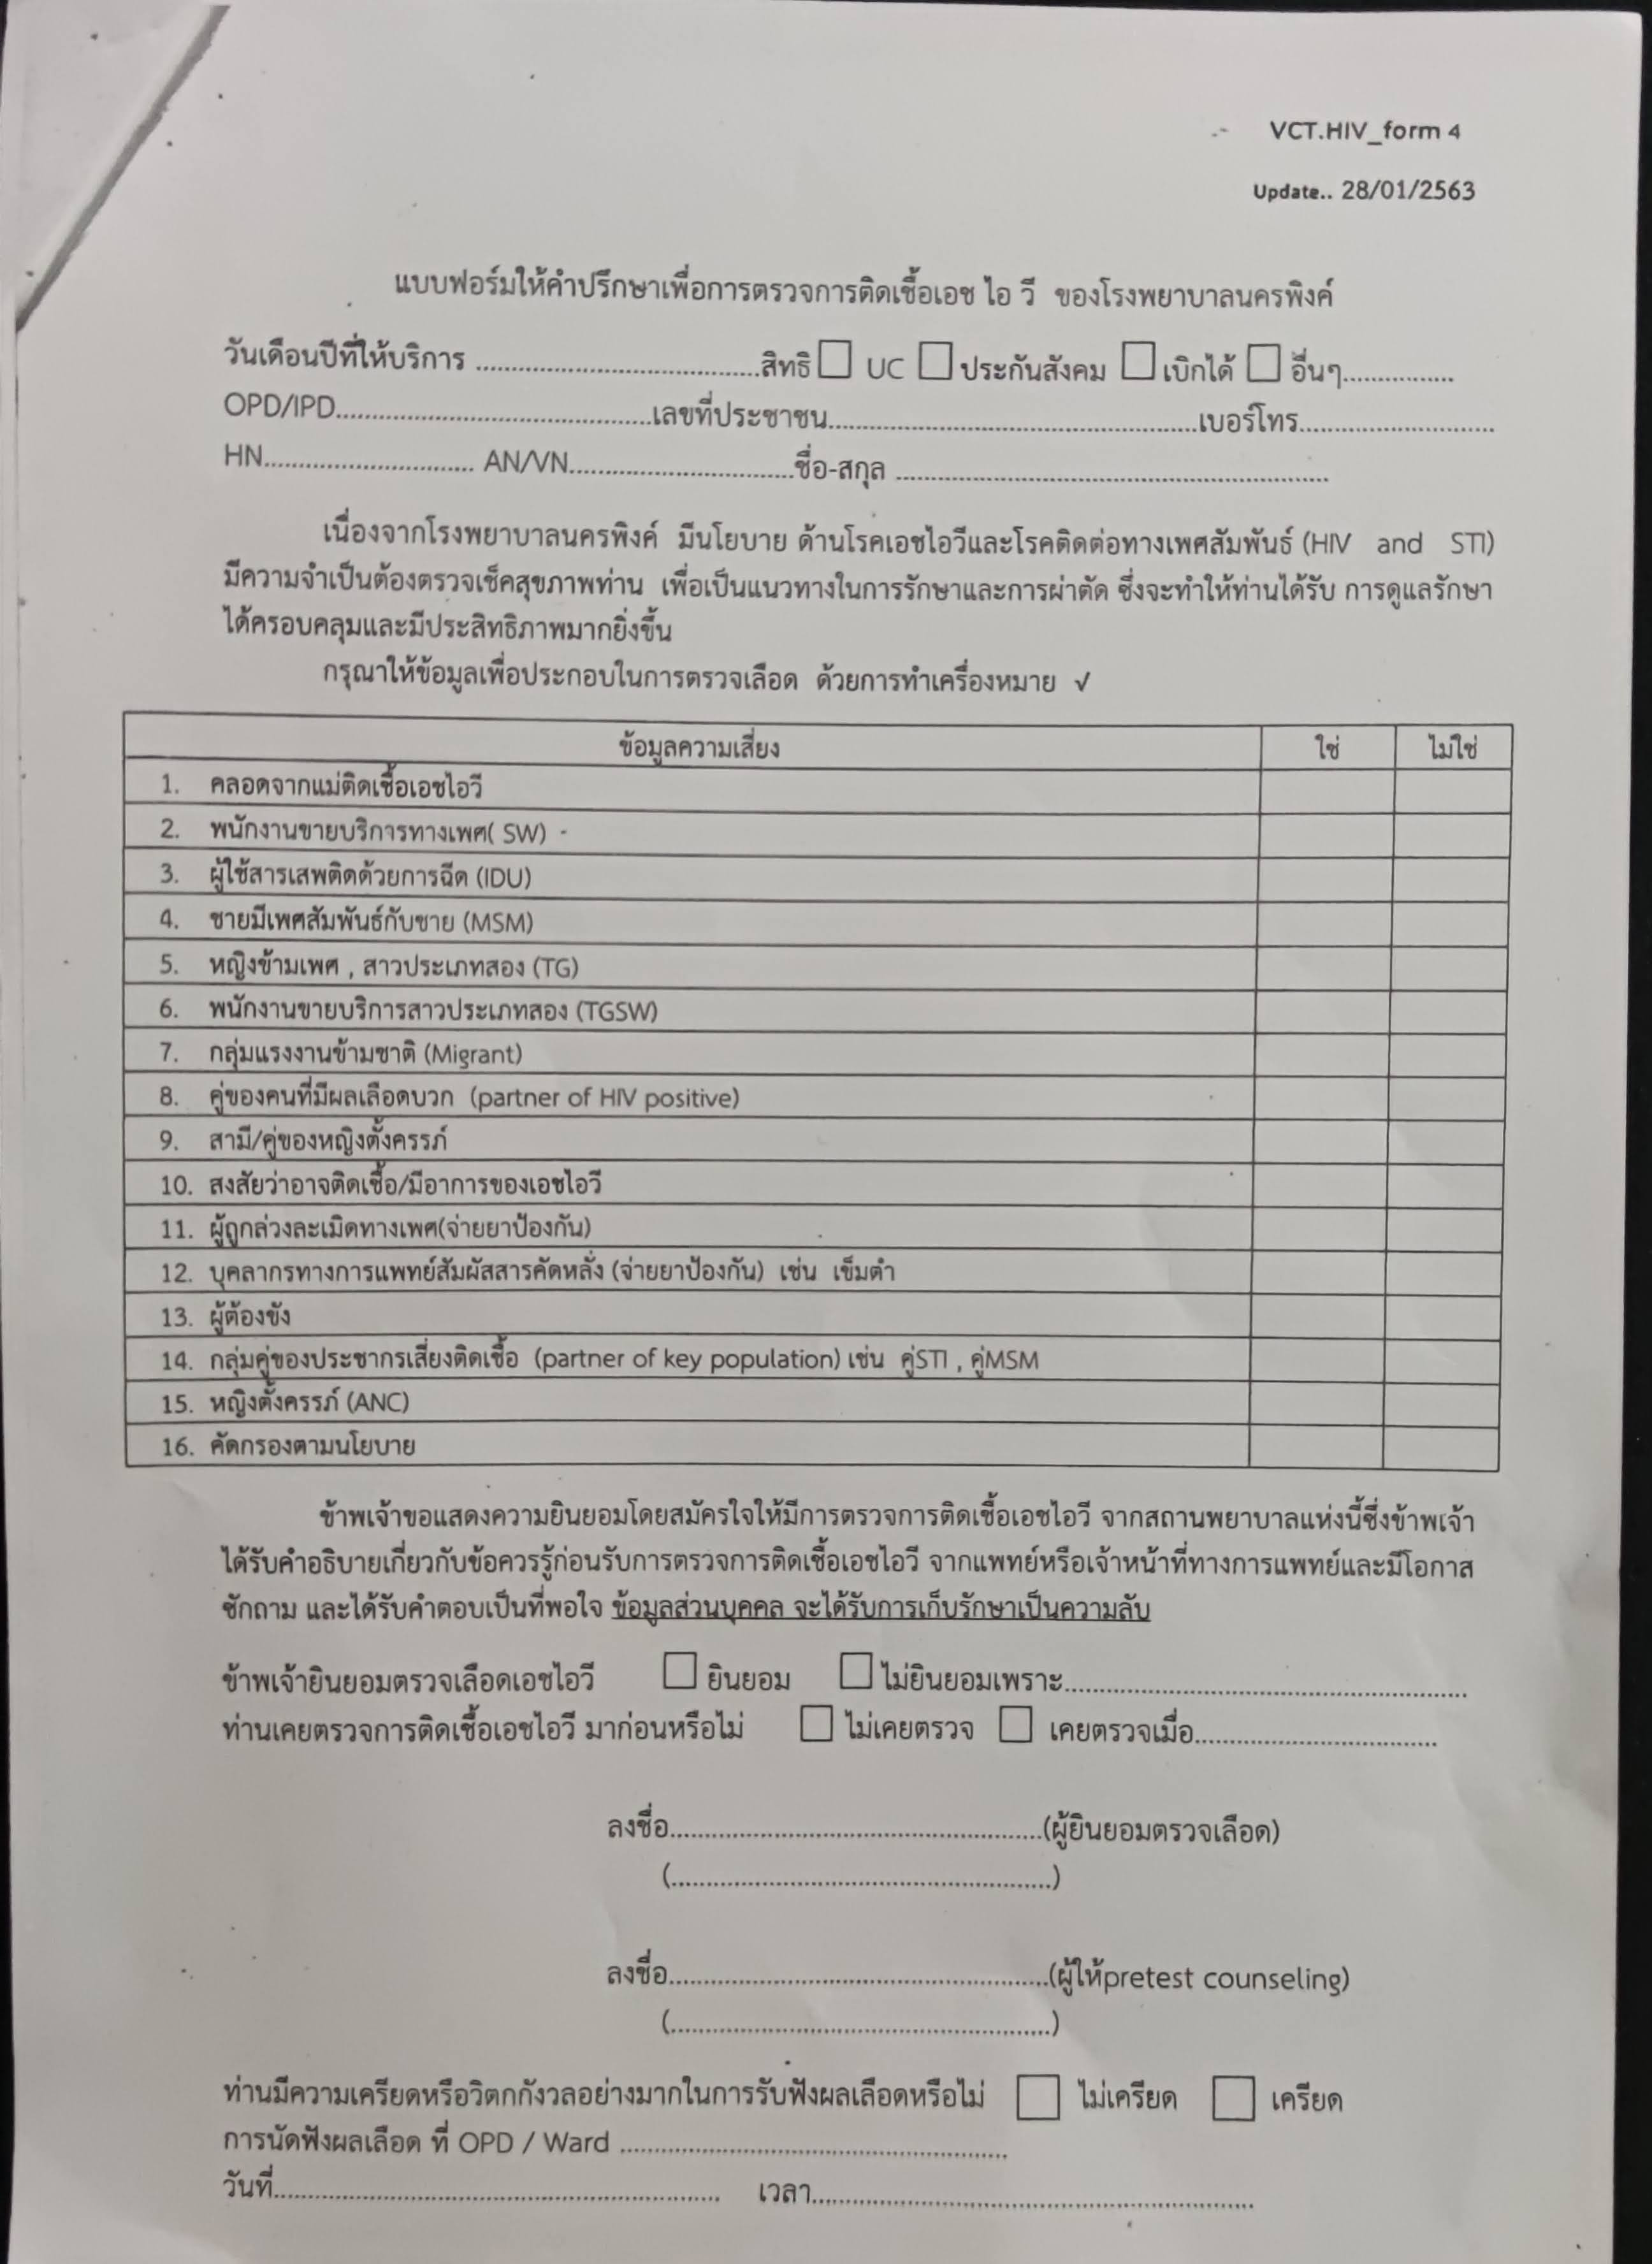 VCT.HIV_form 4
Update.. 28/01/2563
แบบฟอร์มให้คำปรึกษาเพื่อการตรวจการติดเชื้อเอช ไอ วี ของโรงพยาบาลนครพิงค์
วันเดือนปีที่ให้บริการ ........................................สิทธิ ☐ UC ☐ ประกันสังคม ☐ เบิกได้ ☐ อื่นๆ................
OPD/IPD.............................................เลขที่ประชาชน.....................................................เบอร์โทร............................
HN.............................. AN/VN................................ชื่อ-สกุล ..............................................................
เนื่องจากโรงพยาบาลนครพิงค์ มีนโยบาย ด้านโรคเอชไอวีและโรคติดต่อทางเพศสัมพันธ์ (HIV and STI)
มีความจำเป็นต้องตรวจเช็คสุขภาพท่าน เพื่อเป็นแนวทางในการรักษาและการผ่าตัด ซึ่งจะทำให้ท่านได้รับ การดูแลรักษา
ได้ครอบคลุมและมีประสิทธิภาพมากยิ่งขึ้น
กรุณาให้ข้อมูลเพื่อประกอบในการตรวจเลือด ด้วยการทำเครื่องหมาย √
ข้อมูลความเสี่ยง ใช่ ไม่ใช่
1. คลอดจากแม่ติดเชื้อเอชไอวี
2. พนักงานขายบริการทางเพศ( SW) -
3. ผู้ใช้สารเสพติดด้วยการฉีด (IDU)
4. ชายมีเพศสัมพันธ์กับชาย (MSM)
5. หญิงข้ามเพศ , สาวประเภทสอง (TG)
6. พนักงานขายบริการสาวประเภทสอง (TGSW)
7. กลุ่มแรงงานข้ามชาติ (Migrant)
8. คู่ของคนที่มีผลเลือดบวก (partner of HIV positive)
9. สามี/คู่ของหญิงตั้งครรภ์
10. สงสัยว่าอาจติดเชื้อ/มีอาการของเอชไอวี
11. ผู้ถูกล่วงละเมิดทางเพศ(จ่ายยาป้องกัน)
12. บุคลากรทางการแพทย์สัมผัสสารคัดหลั่ง (จ่ายยาป้องกัน) เช่น เข็มตำ
13. ผู้ต้องขัง
14. กลุ่มคู่ของประชากรเสี่ยงติดเชื้อ (partner of key population) เช่น คู่STI , คู่MSM
15. หญิงตั้งครรภ์ (ANC)
16. คัดกรองตามนโยบาย
ข้าพเจ้าขอแสดงความยินยอมโดยสมัครใจให้มีการตรวจการติดเชื้อเอชไอวี จากสถานพยาบาลแห่งนี้ซึ่งข้าพเจ้า
ได้รับคำอธิบายเกี่ยวกับข้อควรรู้ก่อนรับการตรวจการติดเชื้อเอชไอวี จากแพทย์หรือเจ้าหน้าที่ทางการแพทย์และมีโอกาส
ซักถาม และได้รับคำตอบเป็นที่พอใจ ข้อมูลส่วนบุคคล จะได้รับการเก็บรักษาเป็นความลับ
ข้าพเจ้ายินยอมตรวจเลือดเอชไอวี ☐ ยินยอม ☐ ไม่ยินยอมเพราะ..........................................................
ท่านเคยตรวจการติดเชื้อเอชไอวี มาก่อนหรือไม่ ☐ ไม่เคยตรวจ ☐ เคยตรวจเมื่อ...................................
ลงชื่อ......................................................(ผู้ยินยอมตรวจเลือด)
(......................................................)
ลงชื่อ......................................................(ผู้ให้pretest counseling)
(......................................................)
ท่านมีความเครียดหรือวิตกกังวลอย่างมากในการรับฟังผลเลือดหรือไม่ ☐ ไม่เครียด ☐ เครียด
การนัดฟังผลเลือด ที่ OPD / Ward .......................................................
วันที่................................................................ เวลา...............................................................